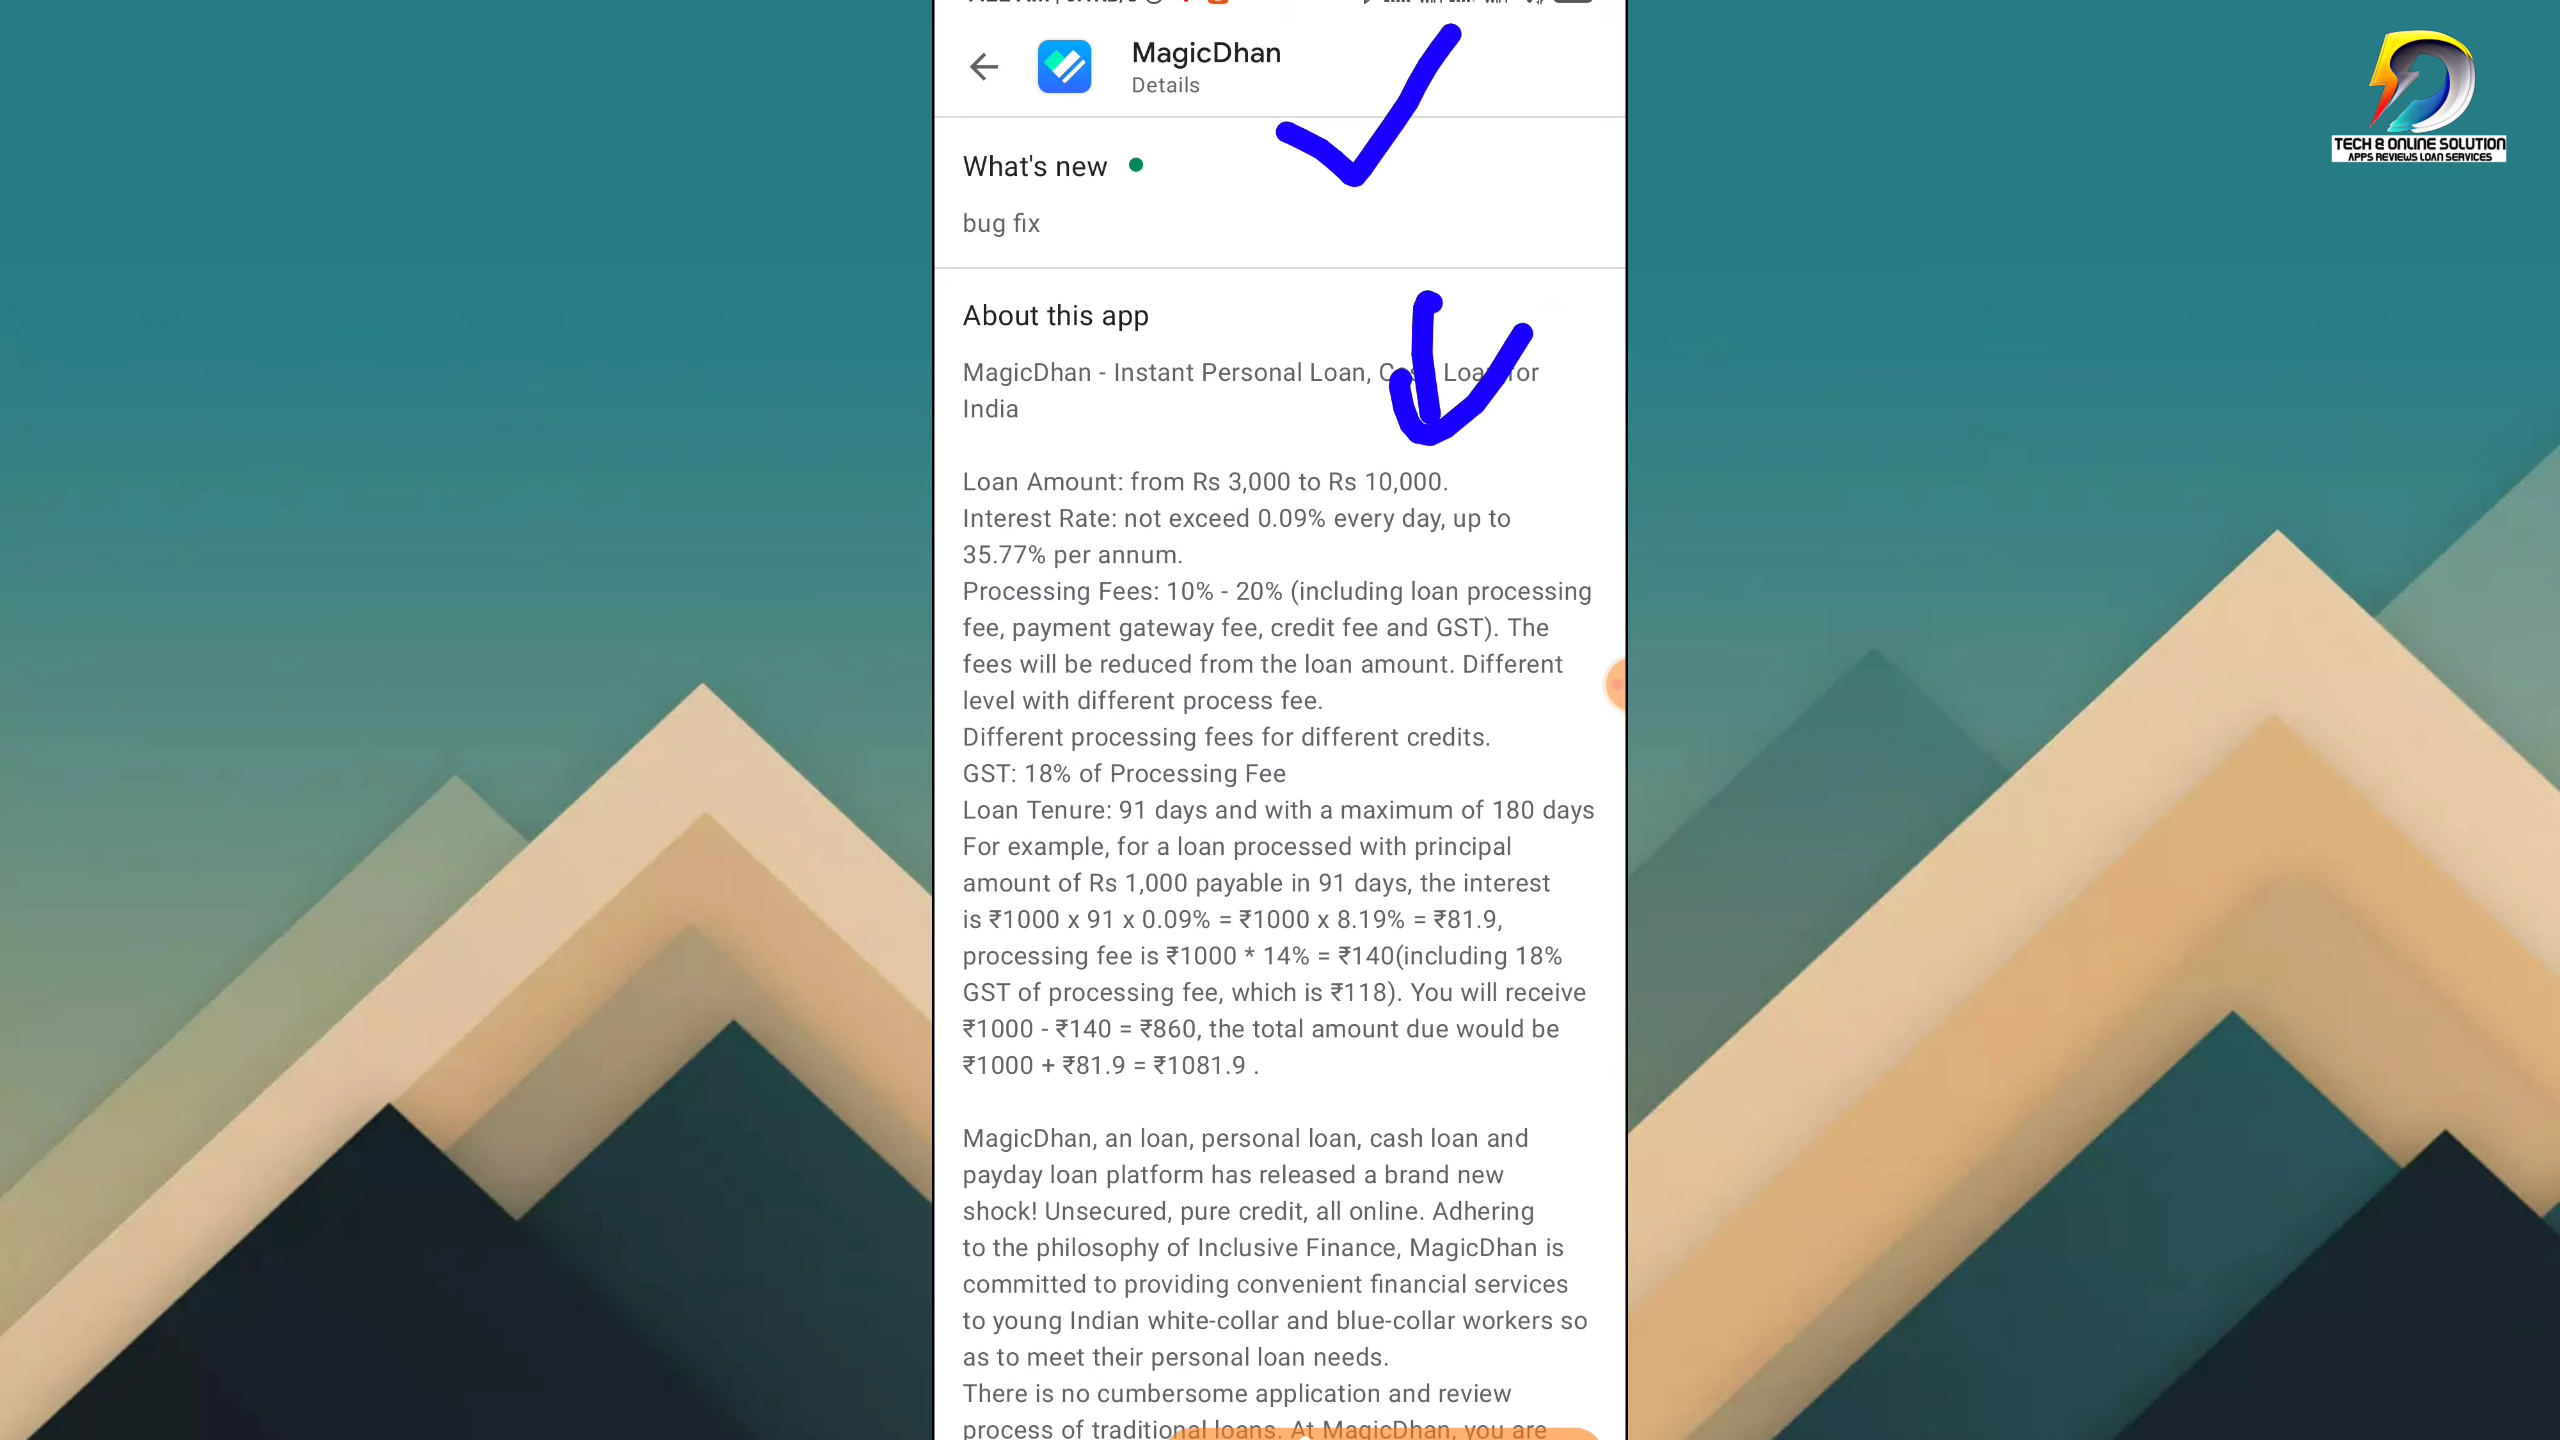 MagicDhan
Details
What's new
bug fix
About this app
MagicDhan - Instant Personal Loan, Loan for
India
Loan Amount: from Rs 3,000 to Rs 10,000.
Interest Rate: not exceed 0.09% every day, up to
35.77% per annum.
Processing Fees: 10% - 20% (including loan processing
fee, payment gateway fee, credit fee and GST). The
fees will be reduced from the loan amount. Different
level with different process fee.
Different processing fees for different credits.
GST: 18% of Processing Fee
Loan Tenure: 91 days and with a maximum of 180 days
For example, for a loan processed with principal
amount of Rs 1,000 payable in 91 days, the interest
is ₹1000 x 91 x 0.09% = ₹1000 x 8.19% = ₹81.9,
processing fee is ₹1000 * 14% = ₹140(including 18%
GST of processing fee, which is ₹118). You will receive
₹1000 - ₹140 = ₹860, the total amount due would be
₹1000 + ₹81.9 = ₹1081.9 .
MagicDhan, an loan, personal loan, cash loan and
payday loan platform has released a brand new
shock! Unsecured, pure credit, all online. Adhering
to the philosophy of Inclusive Finance, MagicDhan is
committed to providing convenient financial services
to young Indian white-collar and blue-collar workers so
as to meet their personal loan needs.
There is no cumbersome application and review
process of traditional loans. At MagicDhan, you are
TECH & ONLINE SOLUTION
APPS REVIEWS LOAN SERVICES